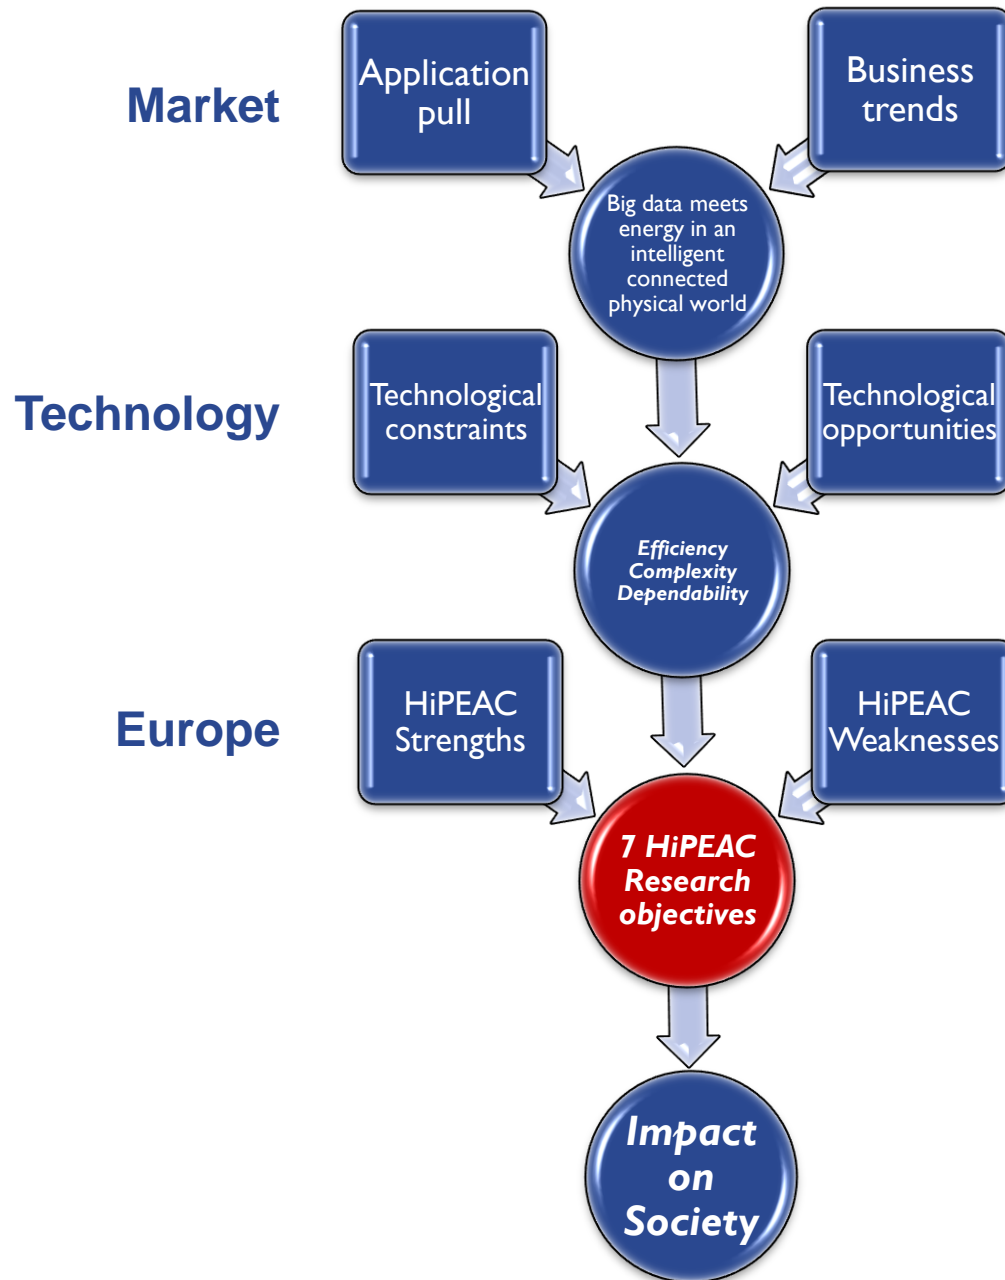 Market
Application
pull
Business
trends
Big data meets
energy in an
intelligent
connected
physical world
Technology
Technological
constraints
Technological
opportunities
Efficiency
Complexity
Dependability
Europe
HiPEAC
Strengths
HiPEAC
Weaknesses
7 HiPEAC
Research
objectives
Impact
on
Society